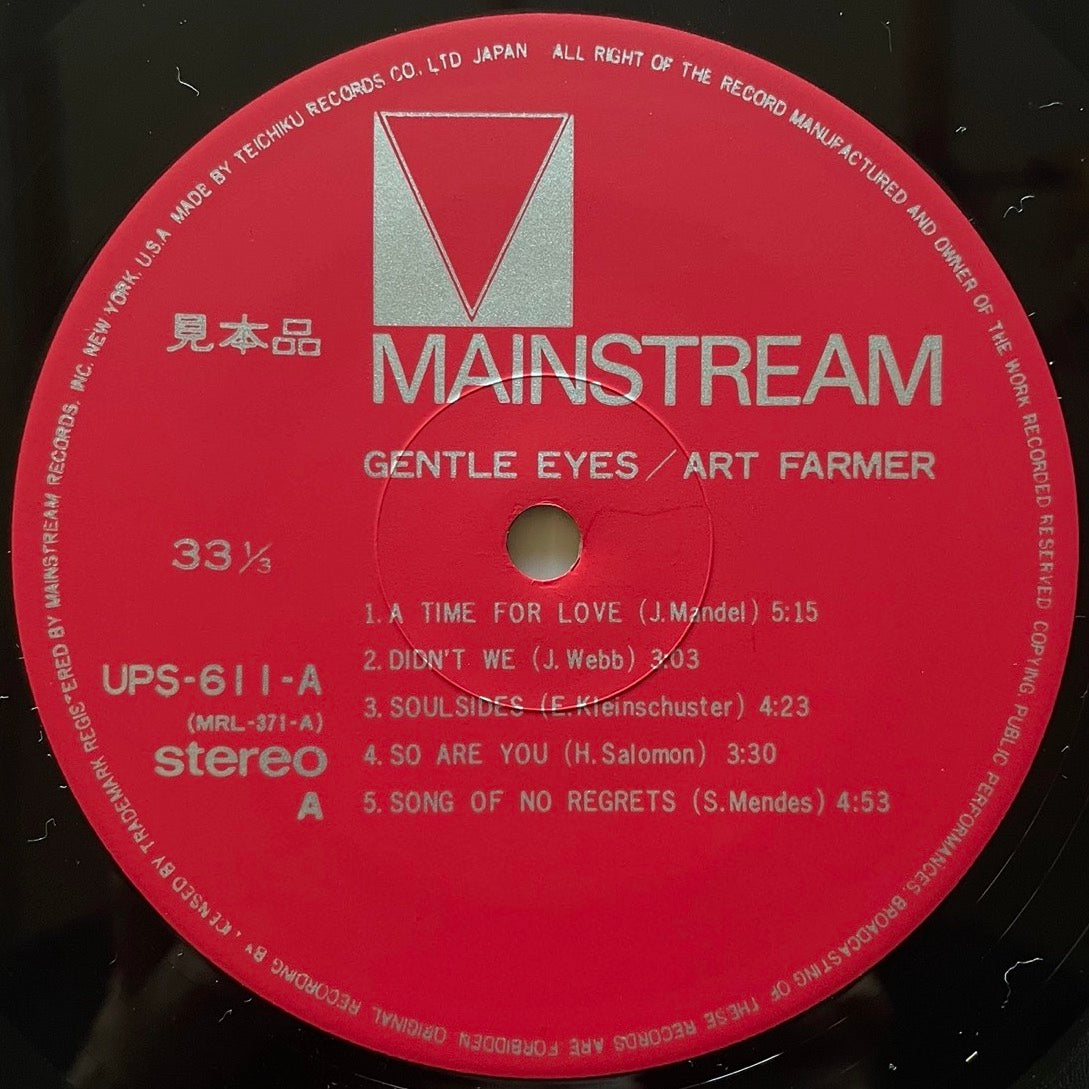 MAINSTREAM
見本品
GENTLE EYES / ART FARMER
33 1/3
1. A TIME FOR LOVE (J. Mandel) 5:15
2. DIDN'T WE (J. Webb) 3:03
3. SOULSIDES (E. Kleinschuster) 4:23
4. SO ARE YOU (H. Salomon) 3:30
5. SONG OF NO REGRETS (S. Mendes) 4:53
UPS-611-A
(MRL-371-A)
stereo
A
ORIGINAL RECORDING BY • LICENSED BY TRADEMARK REGISTERED BY MAINSTREAM RECORDS. INC. NEW YORK. U.S.A MADE BY TEICHIKU RECORDS CO. LTD JAPAN
ALL RIGHT OF THE RECORD MANUFACTURED AND OWNER OF THE WORK RECORDED RESERVED COPYING, PUBLIC PERFORMANCES, BROADCASTING OF THESE RECORDS ARE FORBIDDEN